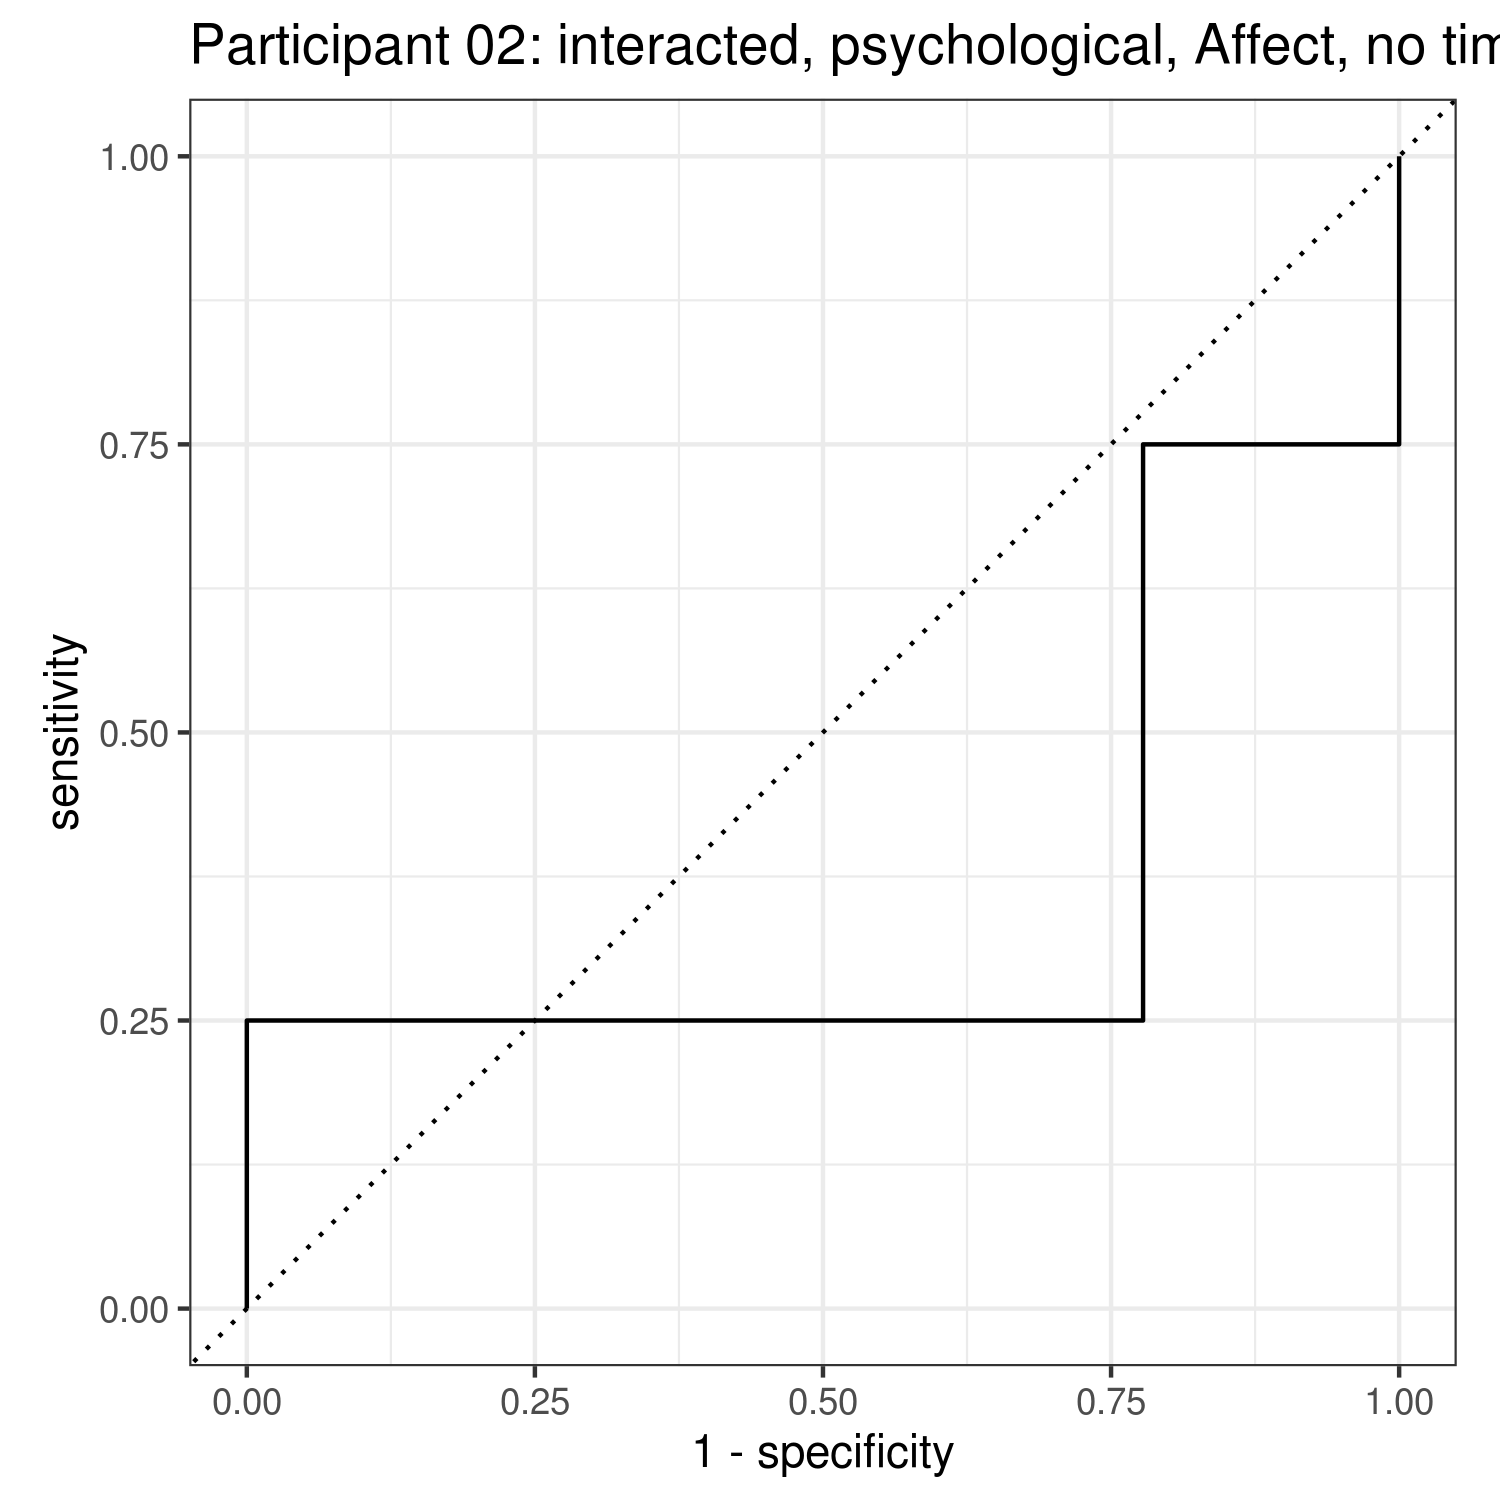 Participant 02: interacted, psychological, Affect, no tim
1.00
0.75
0.50
0.25
0.00
sensitivity
0.00 0.25 0.50 0.75 1.00
1 - specificity